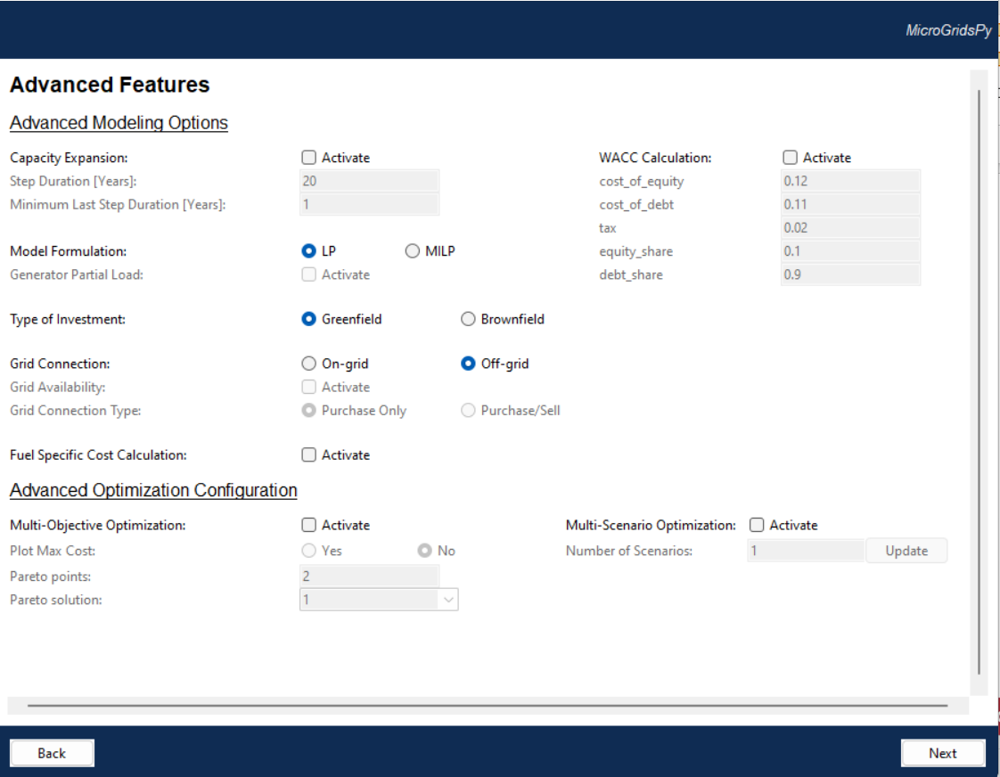 MicroGridsPy
Advanced Features
Advanced Modeling Options
Capacity Expansion: Activate WACC Calculation: Activate
Step Duration [Years]: 20 cost_of_equity 0.12
Minimum Last Step Duration [Years]: 1 cost_of_debt 0.11
tax 0.02
Model Formulation: LP MILP equity_share 0.1
Generator Partial Load: Activate debt_share 0.9
Type of Investment: Greenfield Brownfield
Grid Connection: On-grid Off-grid
Grid Availability: Activate
Grid Connection Type: Purchase Only Purchase/Sell
Fuel Specific Cost Calculation: Activate
Advanced Optimization Configuration
Multi-Objective Optimization: Activate Multi-Scenario Optimization: Activate
Plot Max Cost: Yes No Number of Scenarios: 1 Update
Pareto points: 2
Pareto solution: 1
Back Next